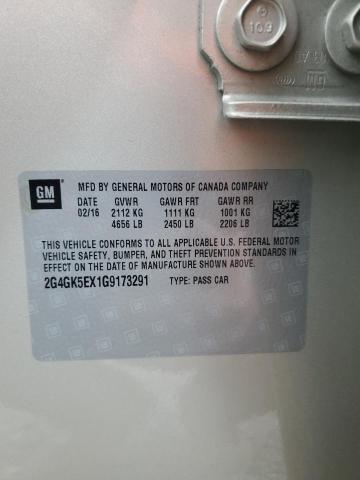 109
GM
MFD BY GENERAL MOTORS OF CANADA COMPANY
DATE GVWR GAWR FRT GAWR RR
02/16 2112 KG 1111 KG 1001 KG
4656 LB 2450 LB 2206 LB
THIS VEHICLE CONFORMS TO ALL APPLICABLE U.S. FEDERAL MOTOR
VEHICLE SAFETY, BUMPER, AND THEFT PREVENTION STANDARDS IN
EFFECT ON THE DATE OF MANUFACTURE SHOWN ABOVE.
2G4GK5EX1G9173291 TYPE: PASS CAR